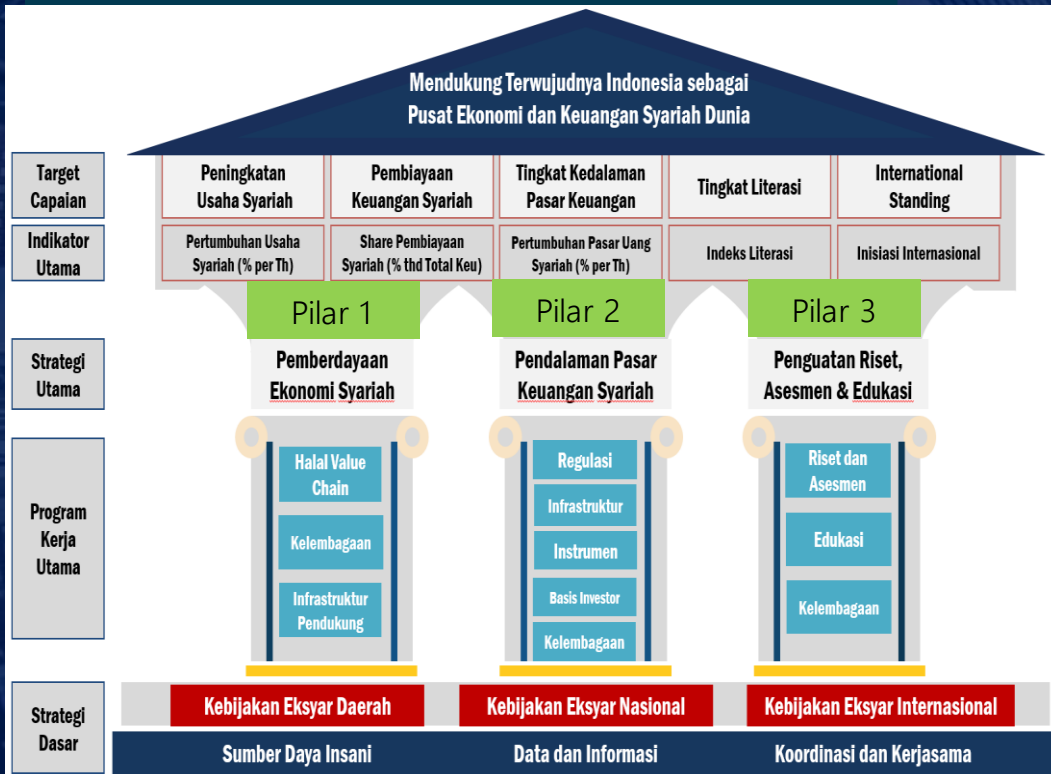 Mendukung Terwujudnya Indonesia sebagai
Pusat Ekonomi dan Keuangan Syariah Dunia
Target
Capaian
Peningkatan
Usaha Syariah
Pembiayaan
Keuangan Syariah
Tingkat Kedalaman
Pasar Keuangan
Tingkat Literasi
International
Standing
Indikator
Utama
Pertumbuhan Usaha
Syariah (% per Th)
Share Pembiayaan
Syariah (% thd Total Keu)
Pertumbuhan Pasar Uang
Syariah (% per Th)
Indeks Literasi
Inisiasi Internasional
Pilar 1
Pilar 2
Pilar 3
Strategi
Utama
Pemberdayaan
Ekonomi Syariah
Pendalaman Pasar
Keuangan Syariah
Penguatan Riset,
Asesmen & Edukasi
Program
Kerja
Utama
Halal Value
Chain
Kelembagaan
Infrastruktur
Pendukung
Regulasi
Infrastruktur
Instrumen
Basis Investor
Kelembagaan
Riset dan
Asesmen
Edukasi
Kelembagaan
Strategi
Dasar
Kebijakan Eksyar Daerah
Kebijakan Eksyar Nasional
Kebijakan Eksyar Internasional
Sumber Daya Insani
Data dan Informasi
Koordinasi dan Kerjasama